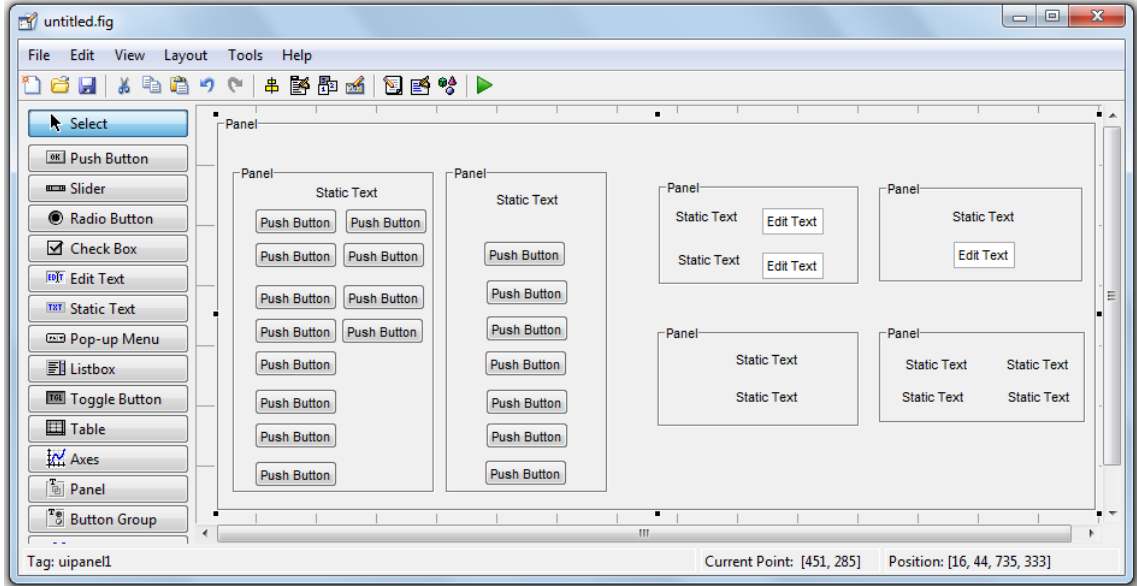 untitled.fig
File Edit View Layout Tools Help
Select
OK Push Button
Slider
Radio Button
Check Box
EDIT Edit Text
TXT Static Text
Pop-up Menu
Listbox
TGL Toggle Button
Table
Axes
Panel
Button Group
Panel
Panel
Static Text
Push Button Push Button
Push Button Push Button
Push Button Push Button
Push Button Push Button
Push Button
Push Button
Push Button
Push Button
Panel
Static Text
Push Button
Push Button
Push Button
Push Button
Push Button
Push Button
Push Button
Panel
Static Text Edit Text
Static Text Edit Text
Panel
Static Text
Edit Text
Panel
Static Text
Static Text
Panel
Static Text Static Text
Static Text Static Text
Tag: uipanel1
Current Point: [451, 285]
Position: [16, 44, 735, 333]